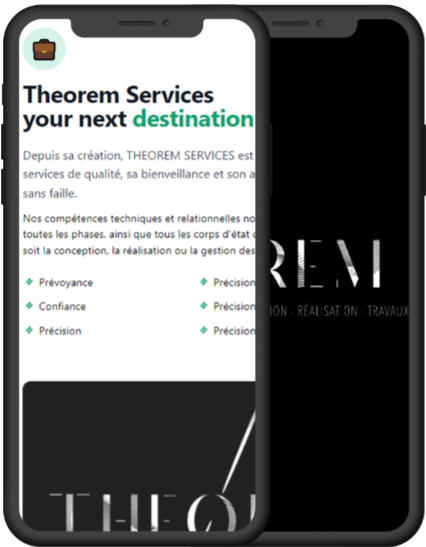 Theorem Services
your next destination
Depuis sa création, THEOREM SERVICES est
services de qualité, sa bienveillance et son a
sans faille.
Nos compétences techniques et relationnelles no
toutes les phases, ainsi que tous les corps d'état
soit la conception, la réalisation ou la gestion des
Prévoyance
Précision
Confiance
Précision
Précision
Précision
THEO
REM
ION - RÉALISATION - TRAVAUX